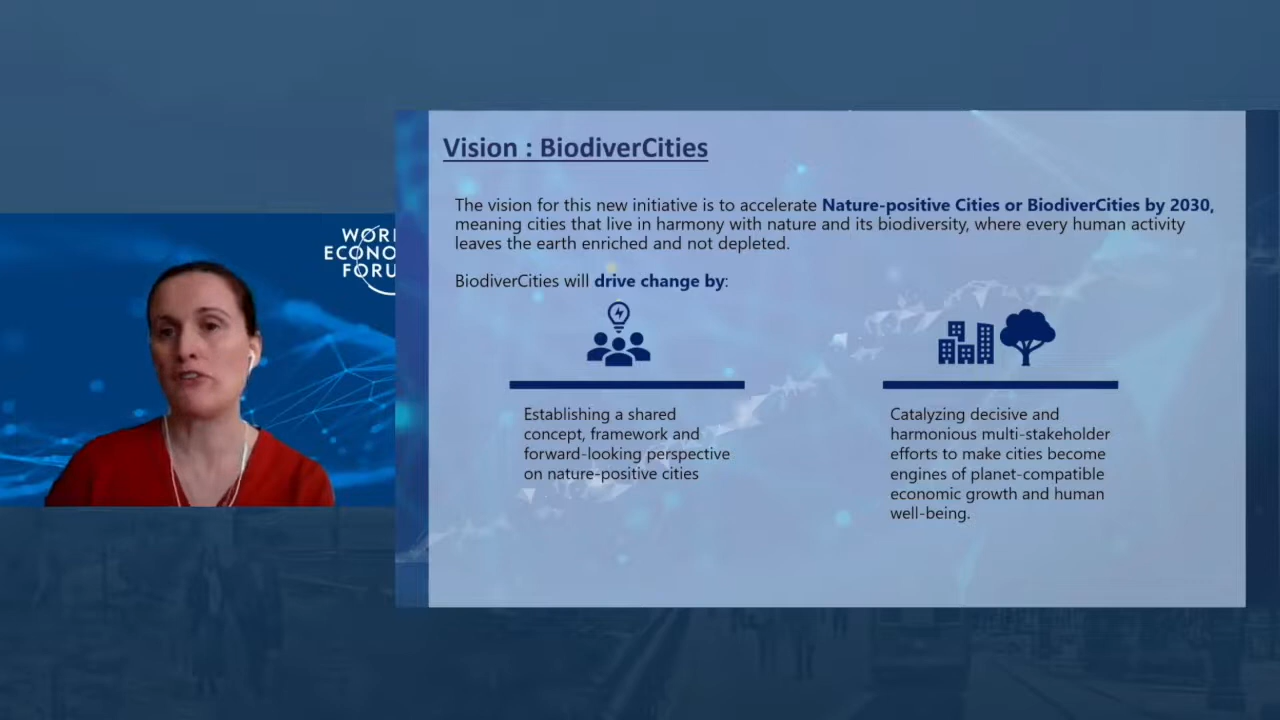 WORL
ECONO
FORU
Vision : BiodiverCities
The vision for this new initiative is to accelerate Nature-positive Cities or BiodiverCities by 2030,
meaning cities that live in harmony with nature and its biodiversity, where every human activity
leaves the earth enriched and not depleted.
BiodiverCities will drive change by:
Establishing a shared
concept, framework and
forward-looking perspective
on nature-positive cities
Catalyzing decisive and
harmonious multi-stakeholder
efforts to make cities become
engines of planet-compatible
economic growth and human
well-being.